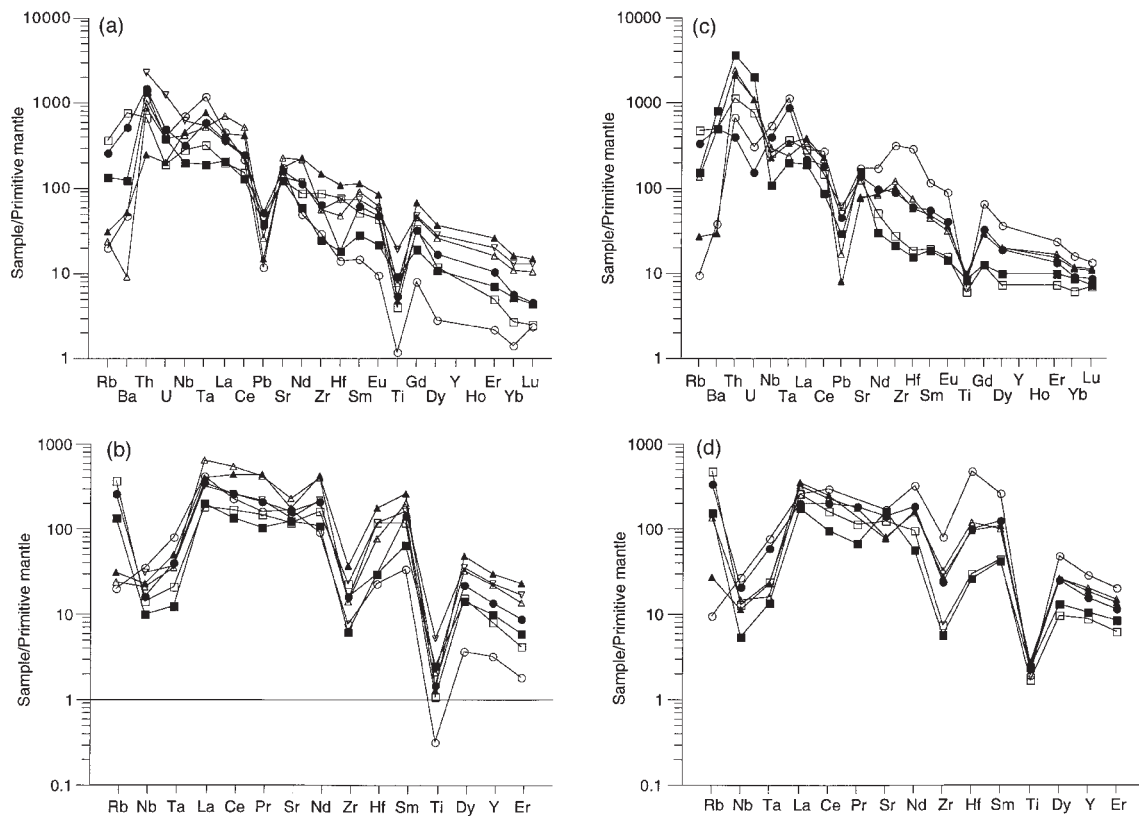 (a)
Sample/Primitive mantle
10000
1000
100
10
1
Rb Th Nb La Pb Nd Hf Eu Gd Y Er Lu
Ba U Ta Ce Sr Zr Sm Ti Dy Ho Yb
(c)
Sample/Primitive mantle
10000
1000
100
10
1
Rb Th Nb La Pb Nd Hf Eu Gd Y Er Lu
Ba U Ta Ce Sr Zr Sm Ti Dy Ho Yb
(b)
Sample/Primitive mantle
1000
100
10
1
0.1
Rb Nb Ta La Ce Pr Sr Nd Zr Hf Sm Ti Dy Y Er
(d)
Sample/Primitive mantle
1000
100
10
1
0.1
Rb Nb Ta La Ce Pr Sr Nd Zr Hf Sm Ti Dy Y Er